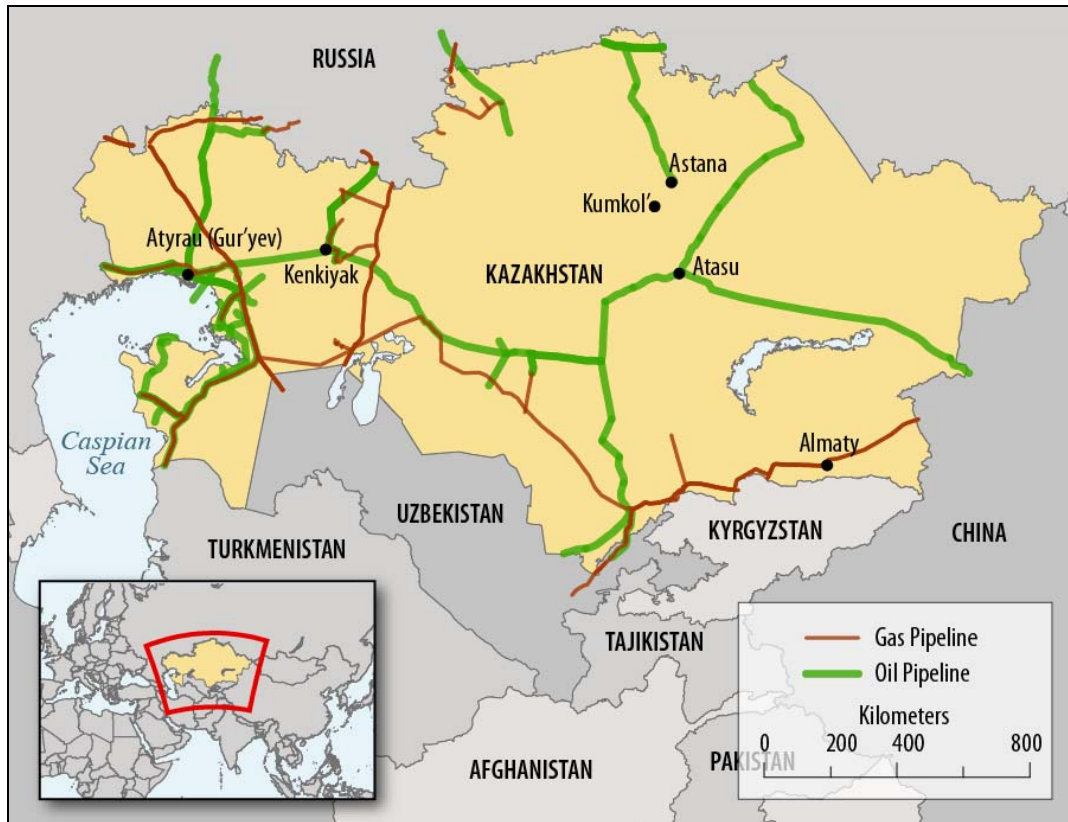 RUSSIA
Astana
Kumkol'
Atyrau (Gur'yev)
Kenkiyak
KAZAKHSTAN
Atasu
Caspian
Sea
Almaty
UZBEKISTAN
KYRGYZSTAN
CHINA
TURKMENISTAN
TAJIKISTAN
AFGHANISTAN
PAKISTAN
Gas Pipeline
Oil Pipeline
Kilometers
0 200 400 800